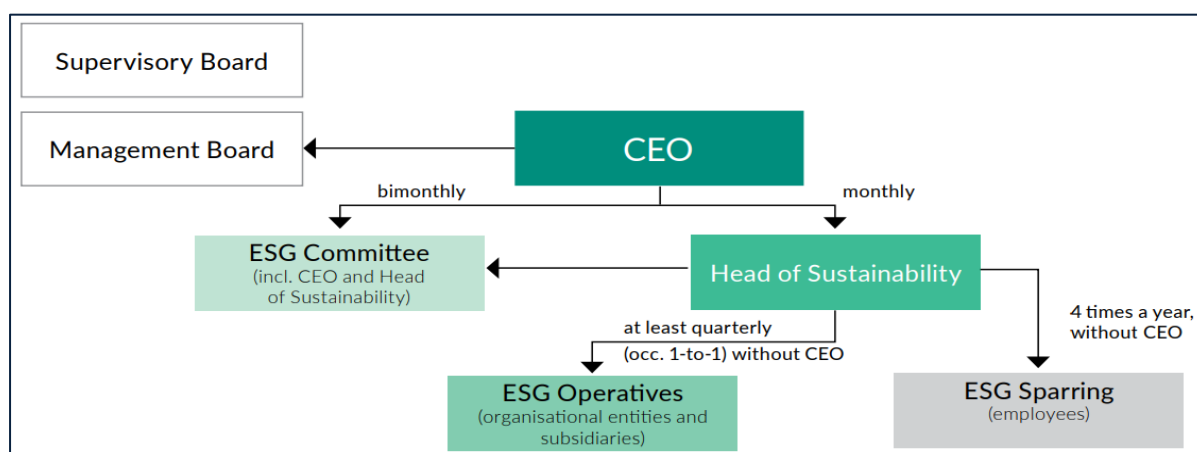 Supervisory Board
Management Board
CEO
bimonthly
monthly
ESG Committee
(incl. CEO and Head
of Sustainability)
Head of Sustainability
at least quarterly
(occ. 1-to-1) without CEO
4 times a year,
without CEO
ESG Operatives
(organisational entities and
subsidiaries)
ESG Sparring
(employees)